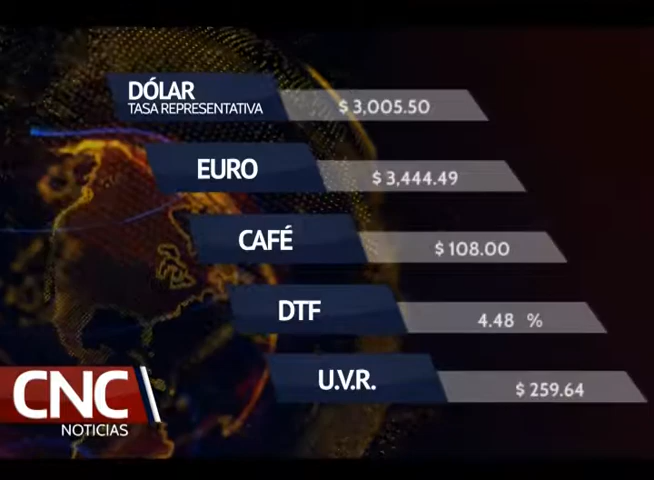 DÓLAR
TASA REPRESENTATIVA
$ 3,005.50
EURO
$ 3,444.49
CAFÉ
$ 108.00
DTF
4.48 %
U.V.R.
$ 259.64
CNC
NOTICIAS